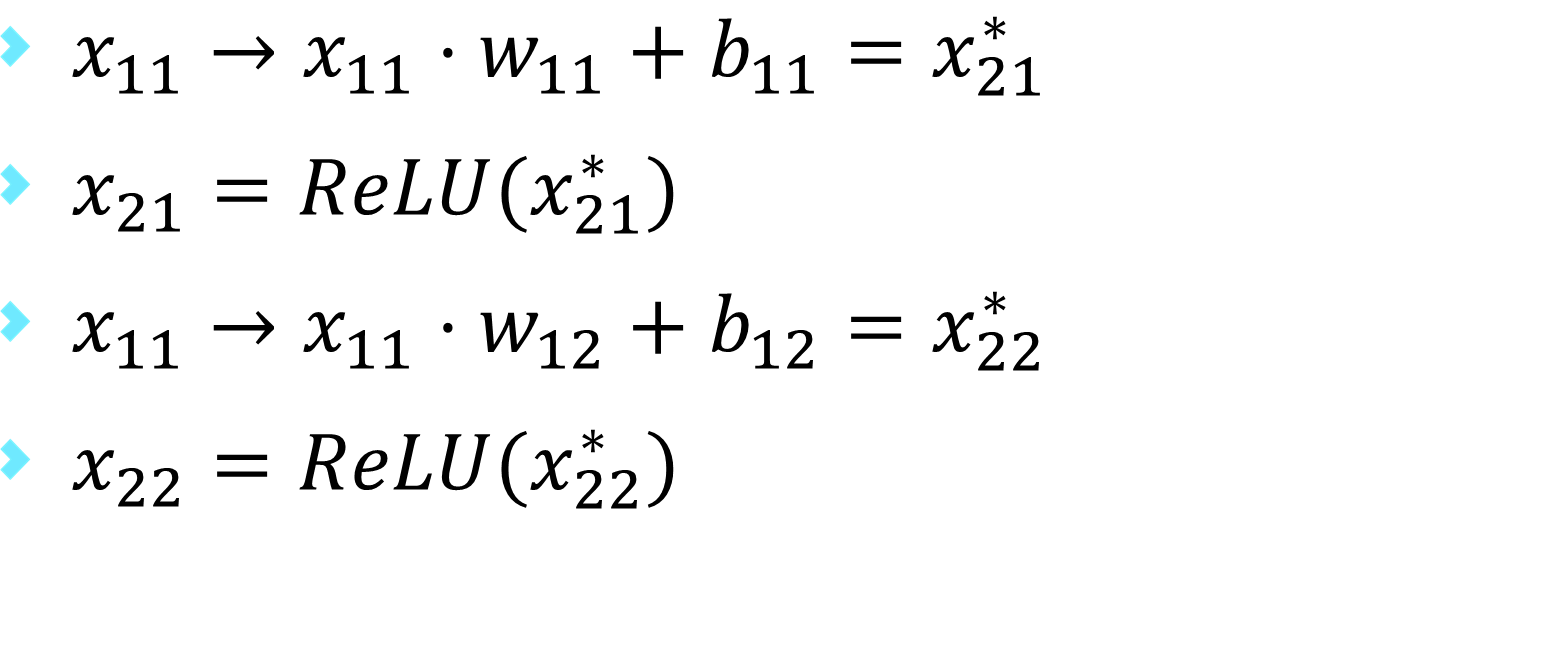 x₁₁ → x₁₁ · w₁₁ + b₁₁ = x*₂₁
x₂₁ = ReLU(x*₂₁)
x₁₁ → x₁₁ · w₁₂ + b₁₂ = x*₂₂
x₂₂ = ReLU(x*₂₂)